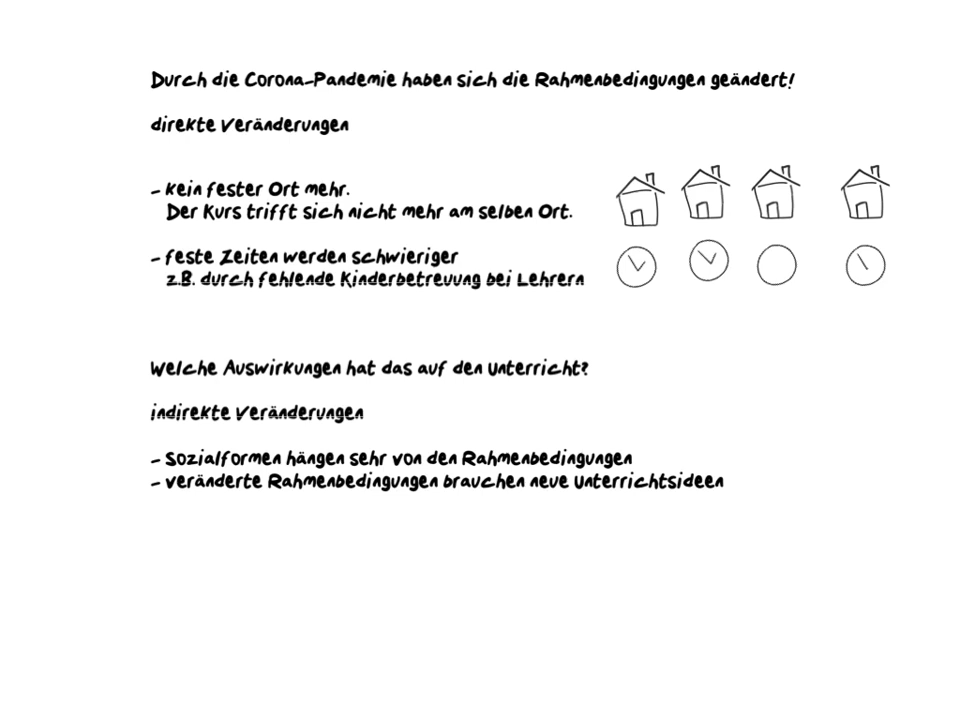 Durch die Corona-Pandemie haben sich die Rahmenbedingungen geändert!
direkte Veränderungen
- kein fester Ort mehr.
Der Kurs trifft sich nicht mehr am selben Ort.
- feste Zeiten werden schwieriger
z.B. durch fehlende Kinderbetreuung bei Lehrern
Welche Auswirkungen hat das auf den Unterricht?
indirekte Veränderungen
- Sozialformen hängen sehr von den Rahmenbedingungen
- veränderte Rahmenbedingungen brauchen neue Unterrichtsideen